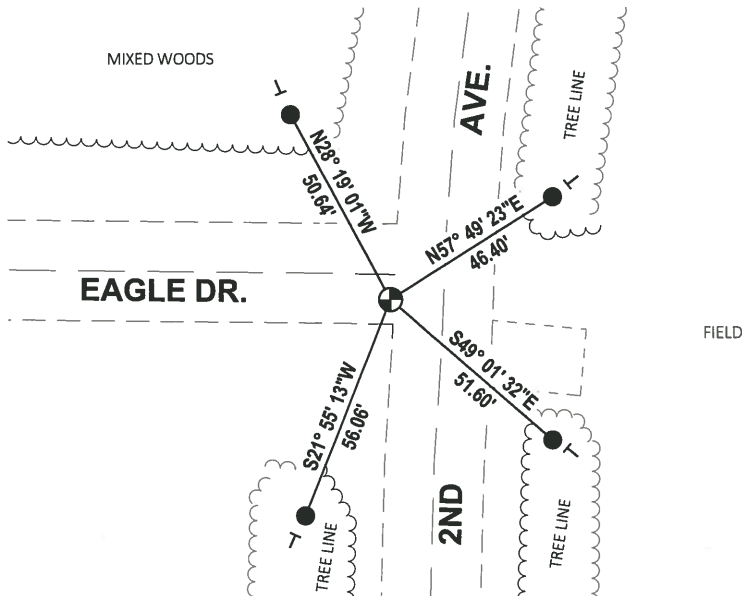 MIXED WOODS
AVE.
TREE LINE
N28° 19' 01"W
50.64'
N57° 49' 23"E
46.40'
EAGLE DR.
FIELD
S49° 01' 32"E
51.60'
S21° 55' 13"W
56.06'
2ND
TREE LINE
TREE LINE